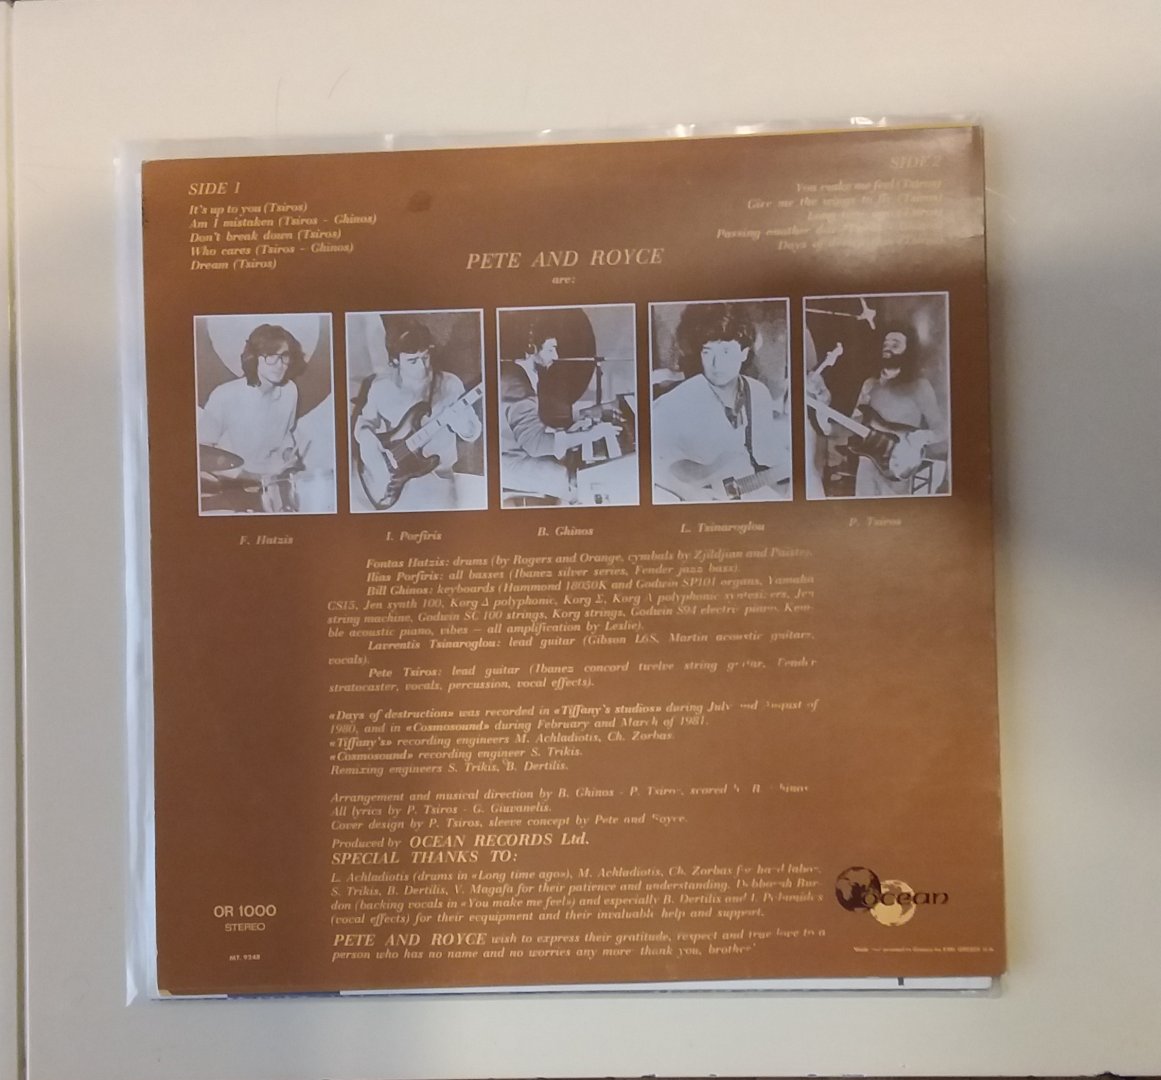 SIDE 1
It's up to you (Tsiros)
Am I mistaken (Tsiros - Ghinos)
Don't break down (Tsiros)
Who cares (Tsiros - Ghinos)
Dream (Tsiros)
SIDE 2
You make me feel (Tsiros)
Give me the wings to fly (Tsiros)
Passing another
Days of
PETE AND ROYCE
are:
F. Hatzis
I. Porfiris
B. Ghinos
L. Tsinaroglou
P. Tsiros
Fontas Hatzis: drums (by Rogers and Orange, cymbals by Zjildjian and Paiste).
Ilias Porfiris: all basses (Ibanez silver series, Fender jazz bass).
Bill Ghinos: keyboards (Hammond 18050K and Godwin SP101 organs, Yamaha
CS15, Jen synth 100, Korg Δ polyphonic, Korg Σ, Korg λ polyphonic synthesizers, Jen
string machine, Godwin SC 100 strings, Korg strings, Godwin S94 electric piano, Kem-
ble acoustic piano, vibes – all amplification by Leslie).
Lavrentis Tsinaroglou: lead guitar (Gibson L6S, Martin acoustic guitars,
vocals).
Pete Tsiros: lead guitar (Ibanez concord twelve string guitar, Fender
stratocaster, vocals, percussion, vocal effects).
«Days of destruction» was recorded in «Tiffany's studios» during July and August of
1980, and in «Cosmosound» during February and March of 1981.
«Tiffany's» recording engineers M. Achladiotis, Ch. Zorbas.
«Cosmosound» recording engineer S. Trikis.
Remixing engineers S. Trikis, B. Dertilis.
Arrangement and musical direction by B. Ghinos - P. Tsiros, scored by B. Ghinos
All lyrics by P. Tsiros - G. Giuvanelis.
Cover design by P. Tsiros, sleeve concept by Pete and Royce.
Produced by OCEAN RECORDS Ltd.
SPECIAL THANKS TO:
L. Achladiotis (drums in «Long time ago»), M. Achladiotis, Ch. Zorbas for hard labor,
S. Trikis, B. Dertilis, V. Magafa for their patience and understanding. Debborah Bur-
don (backing vocals in «You make me feel») and especially B. Dertilis and I.
(vocal effects) for their ecquipment and their invaluable help and support.
PETE AND ROYCE wish to express their gratitude, respect and true love to a
person who has no name and no worries any more thank you, brother
OR 1000
STEREO
MT. 9248
ocean